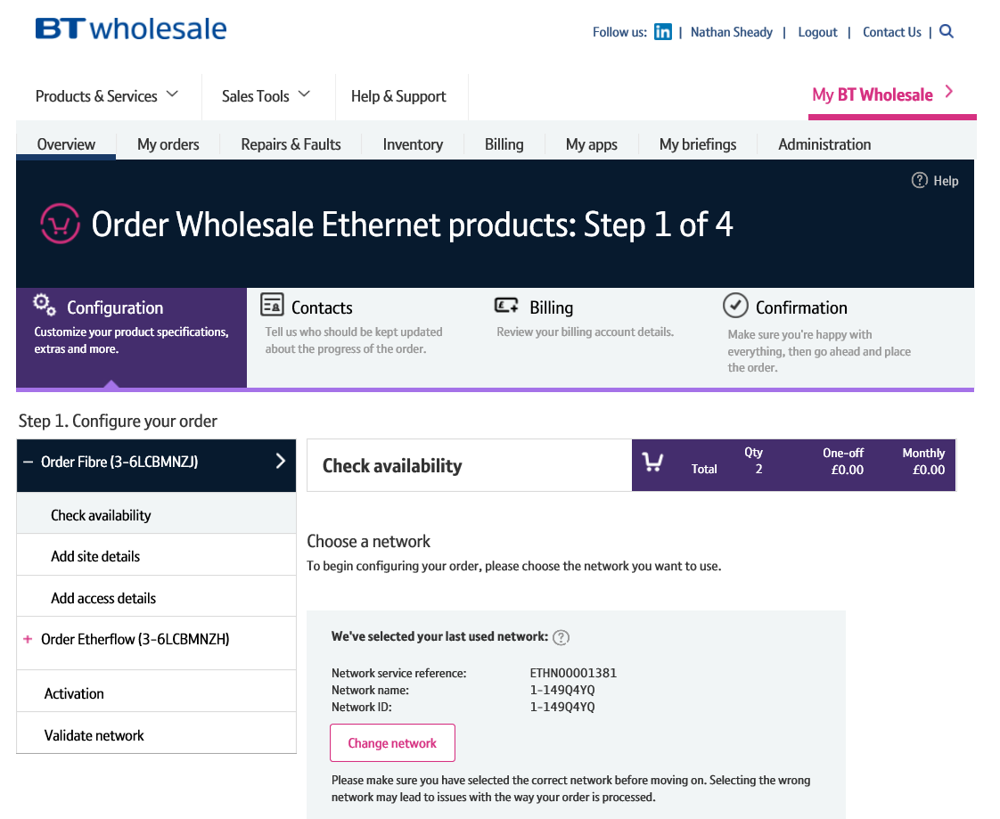 BT wholesale
Follow us: in | Nathan Sheady | Logout | Contact Us |
Products & Services Sales Tools Help & Support My BT Wholesale
Overview My orders Repairs & Faults Inventory Billing My apps My briefings Administration
? Help
Order Wholesale Ethernet products: Step 1 of 4
Configuration
Customize your product specifications,
extras and more.
Contacts
Tell us who should be kept updated
about the progress of the order.
£ Billing
Review your billing account details.
Confirmation
Make sure you're happy with
everything, then go ahead and place
the order.
Step 1. Configure your order
– Order Fibre (3-6LCBMNZJ)
Check availability
Add site details
Add access details
+ Order Etherflow (3-6LCBMNZH)
Activation
Validate network
Check availability
Qty One-off Monthly
Total 2 £0.00 £0.00
Choose a network
To begin configuring your order, please choose the network you want to use.
We've selected your last used network: ?
Network service reference: ETHN00001381
Network name: 1-149Q4YQ
Network ID: 1-149Q4YQ
Change network
Please make sure you have selected the correct network before moving on. Selecting the wrong
network may lead to issues with the way your order is processed.